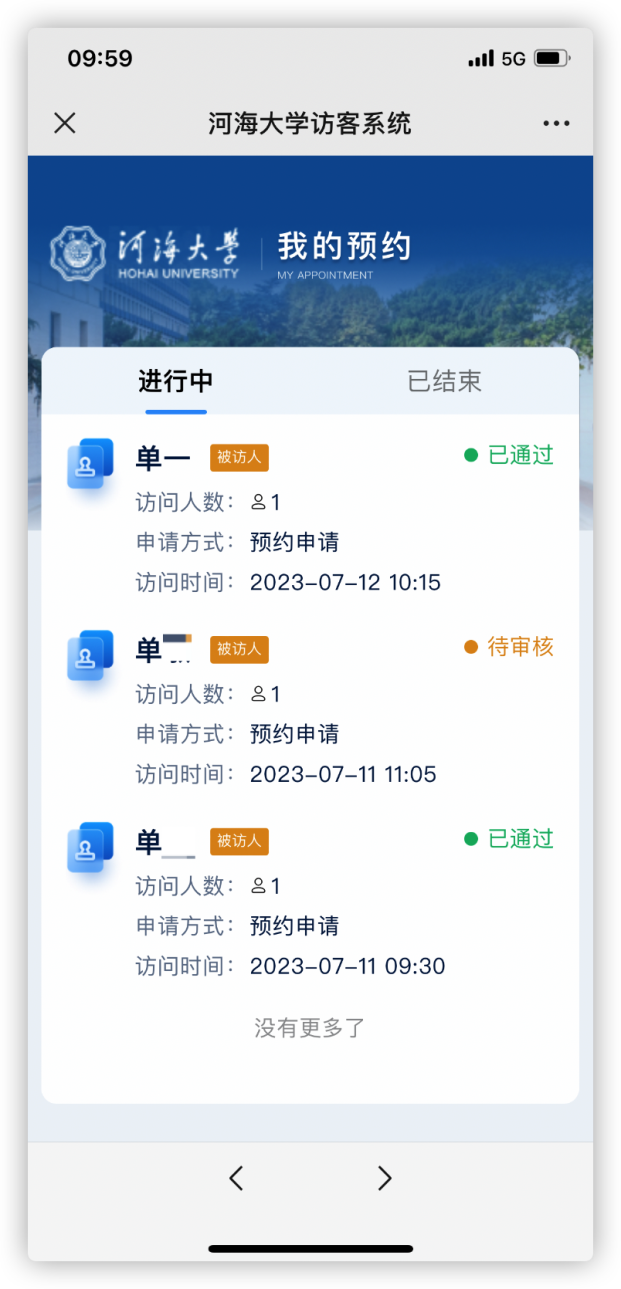 09:59
5G
河海大学访客系统
河海大学
HOHAI UNIVERSITY
我的预约
MY APPOINTMENT
进行中
已结束
单一
被访人
已通过
访问人数：
1
申请方式：
预约申请
访问时间：
2023-07-12 10:15
单
被访人
待审核
访问人数：
1
申请方式：
预约申请
访问时间：
2023-07-11 11:05
单
被访人
已通过
访问人数：
1
申请方式：
预约申请
访问时间：
2023-07-11 09:30
没有更多了